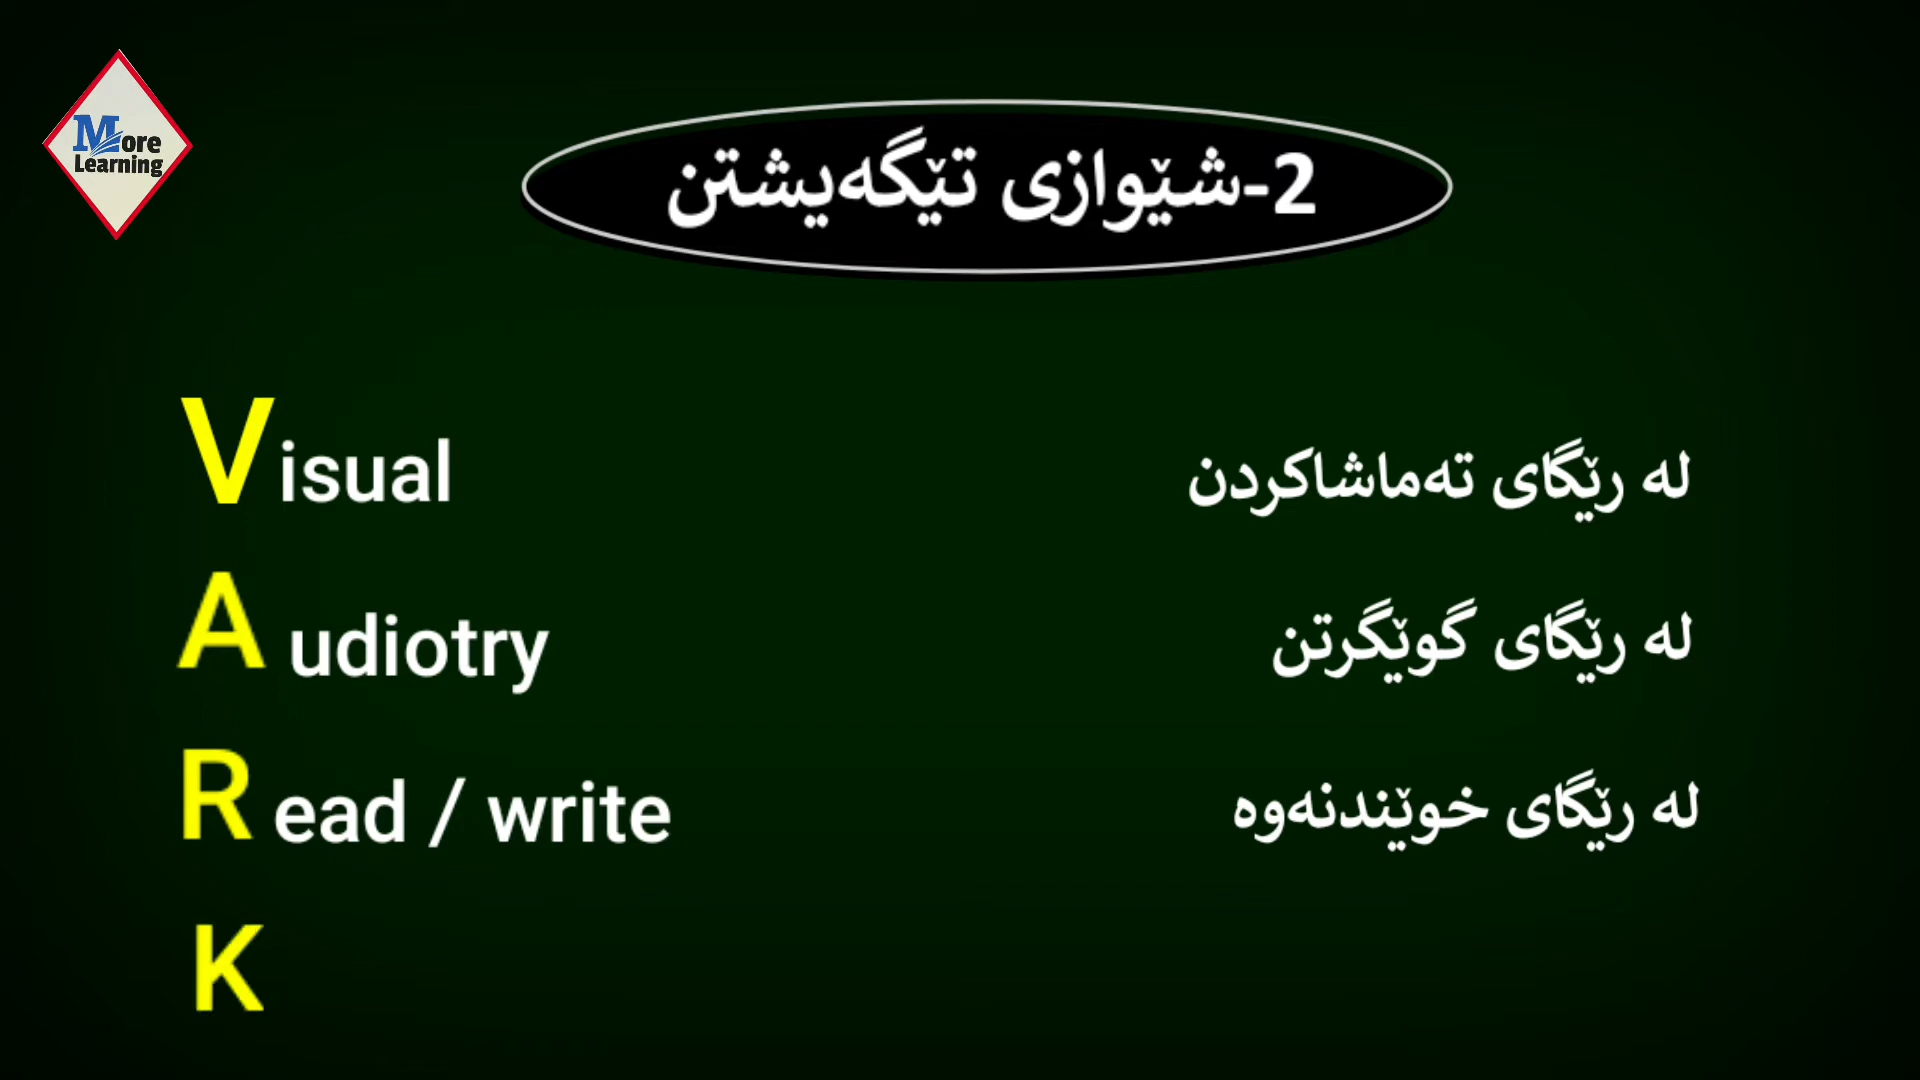 More
Learning
2-شێوازی تێگەیشتن
Visual
لە ڕێگای تەماشاکردن
Audiotry
لە ڕێگای گوێگرتن
Read / write
لە ڕێگای خوێندنەوە
K